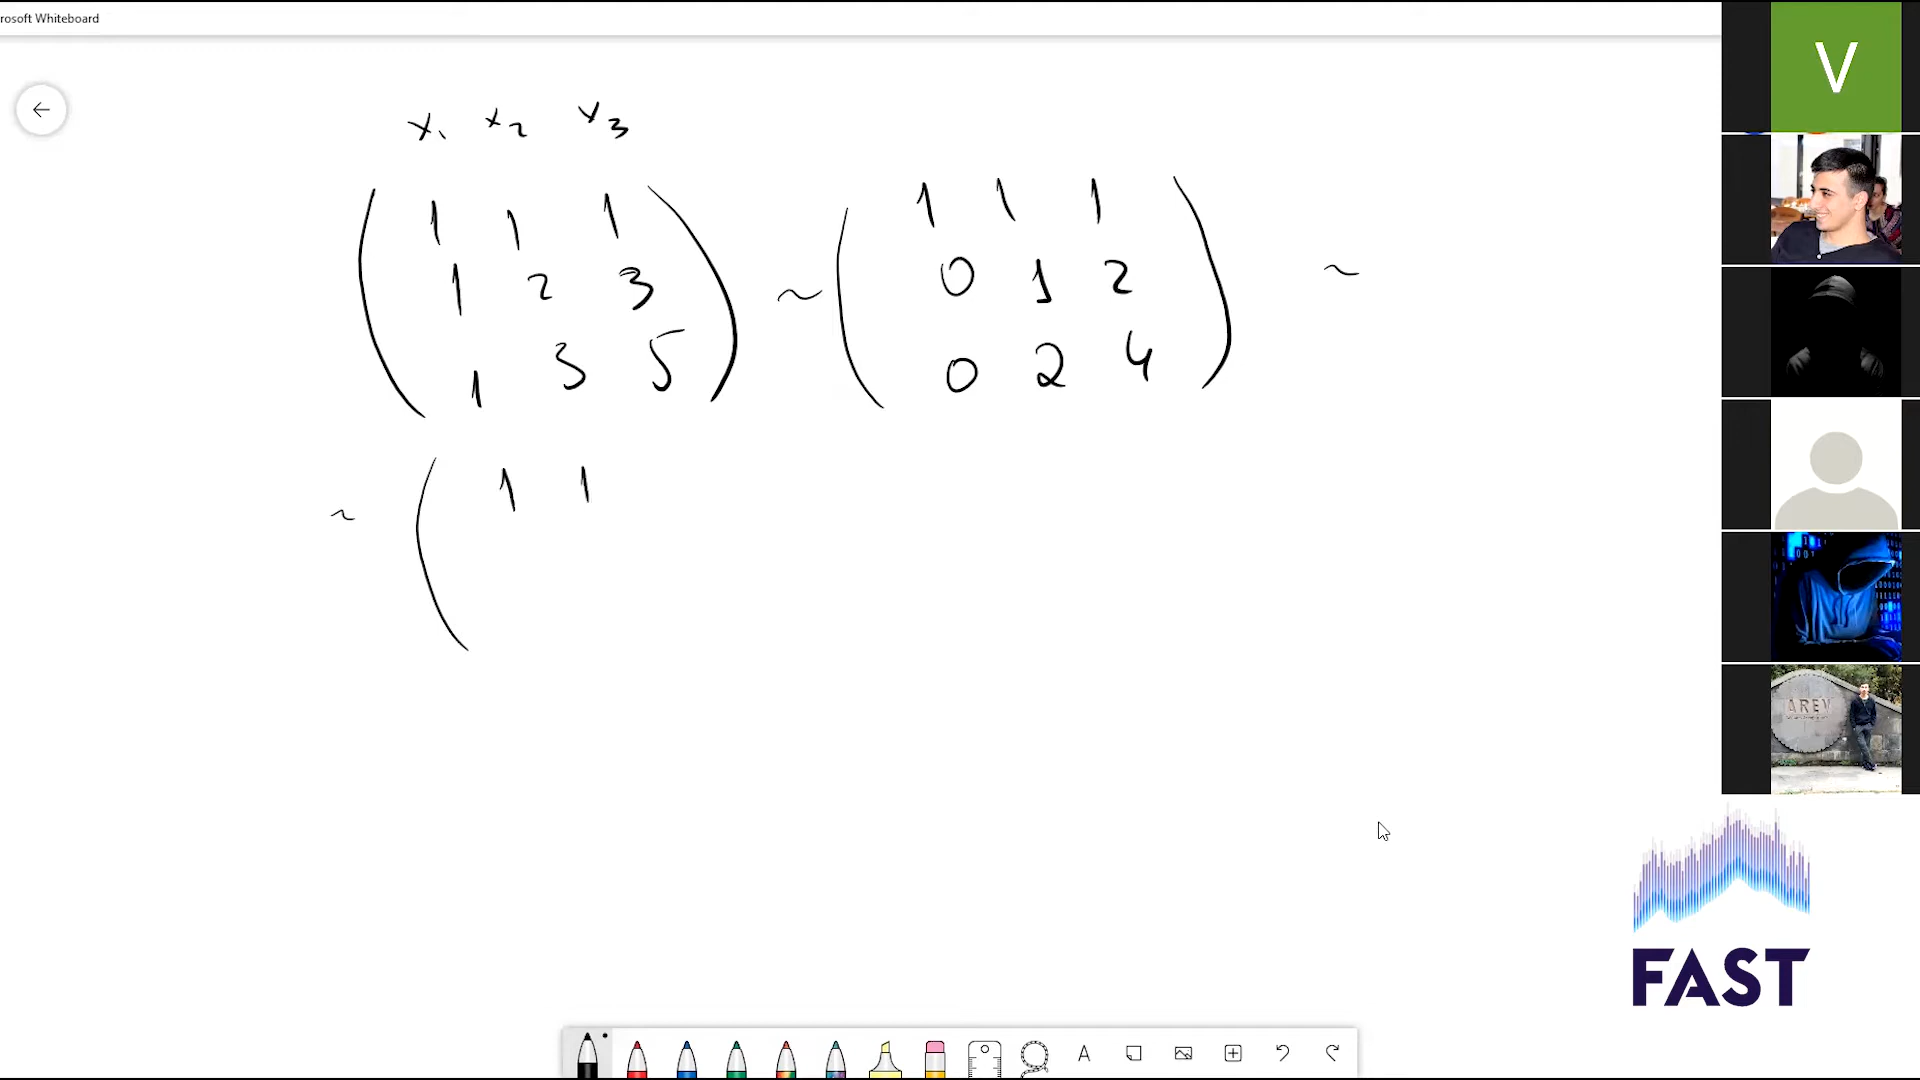 rosoft Whiteboard
V
x₁ x₂ x₃
1 1 1
1 2 3
1 3 5
~
1 1 1
0 1 2
0 2 4
~
~ ( 1 1
AREV
FAST
A